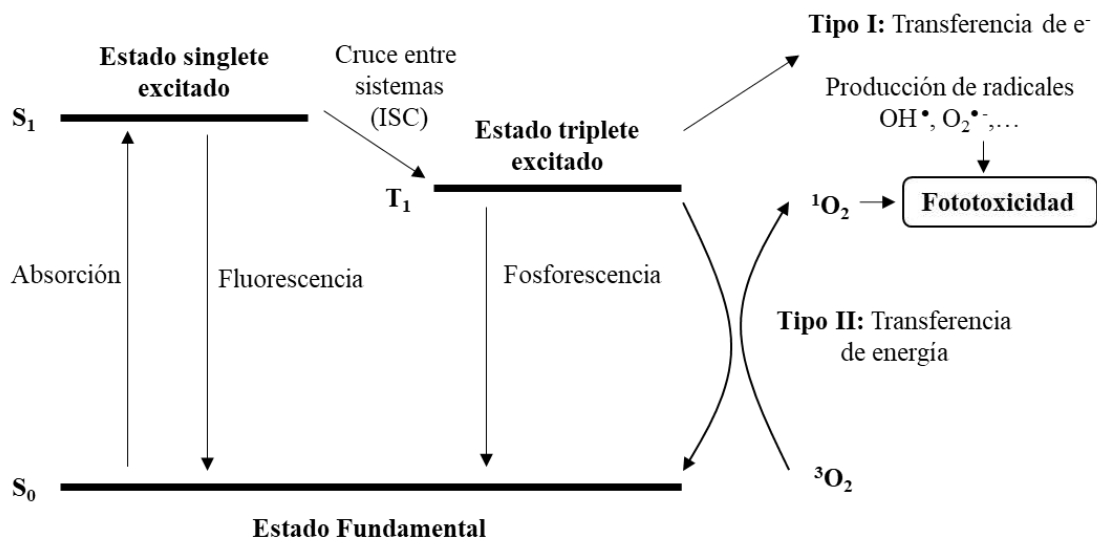 Tipo I: Transferencia de e⁻
Estado singlete
excitado
Cruce entre
sistemas
(ISC)
Producción de radicales
OH•, O₂•⁻,…
S₁
Estado triplete
excitado
T₁
¹O₂
Fototoxicidad
Absorción
Fluorescencia
Fosforescencia
Tipo II: Transferencia
de energía
S₀
³O₂
Estado Fundamental